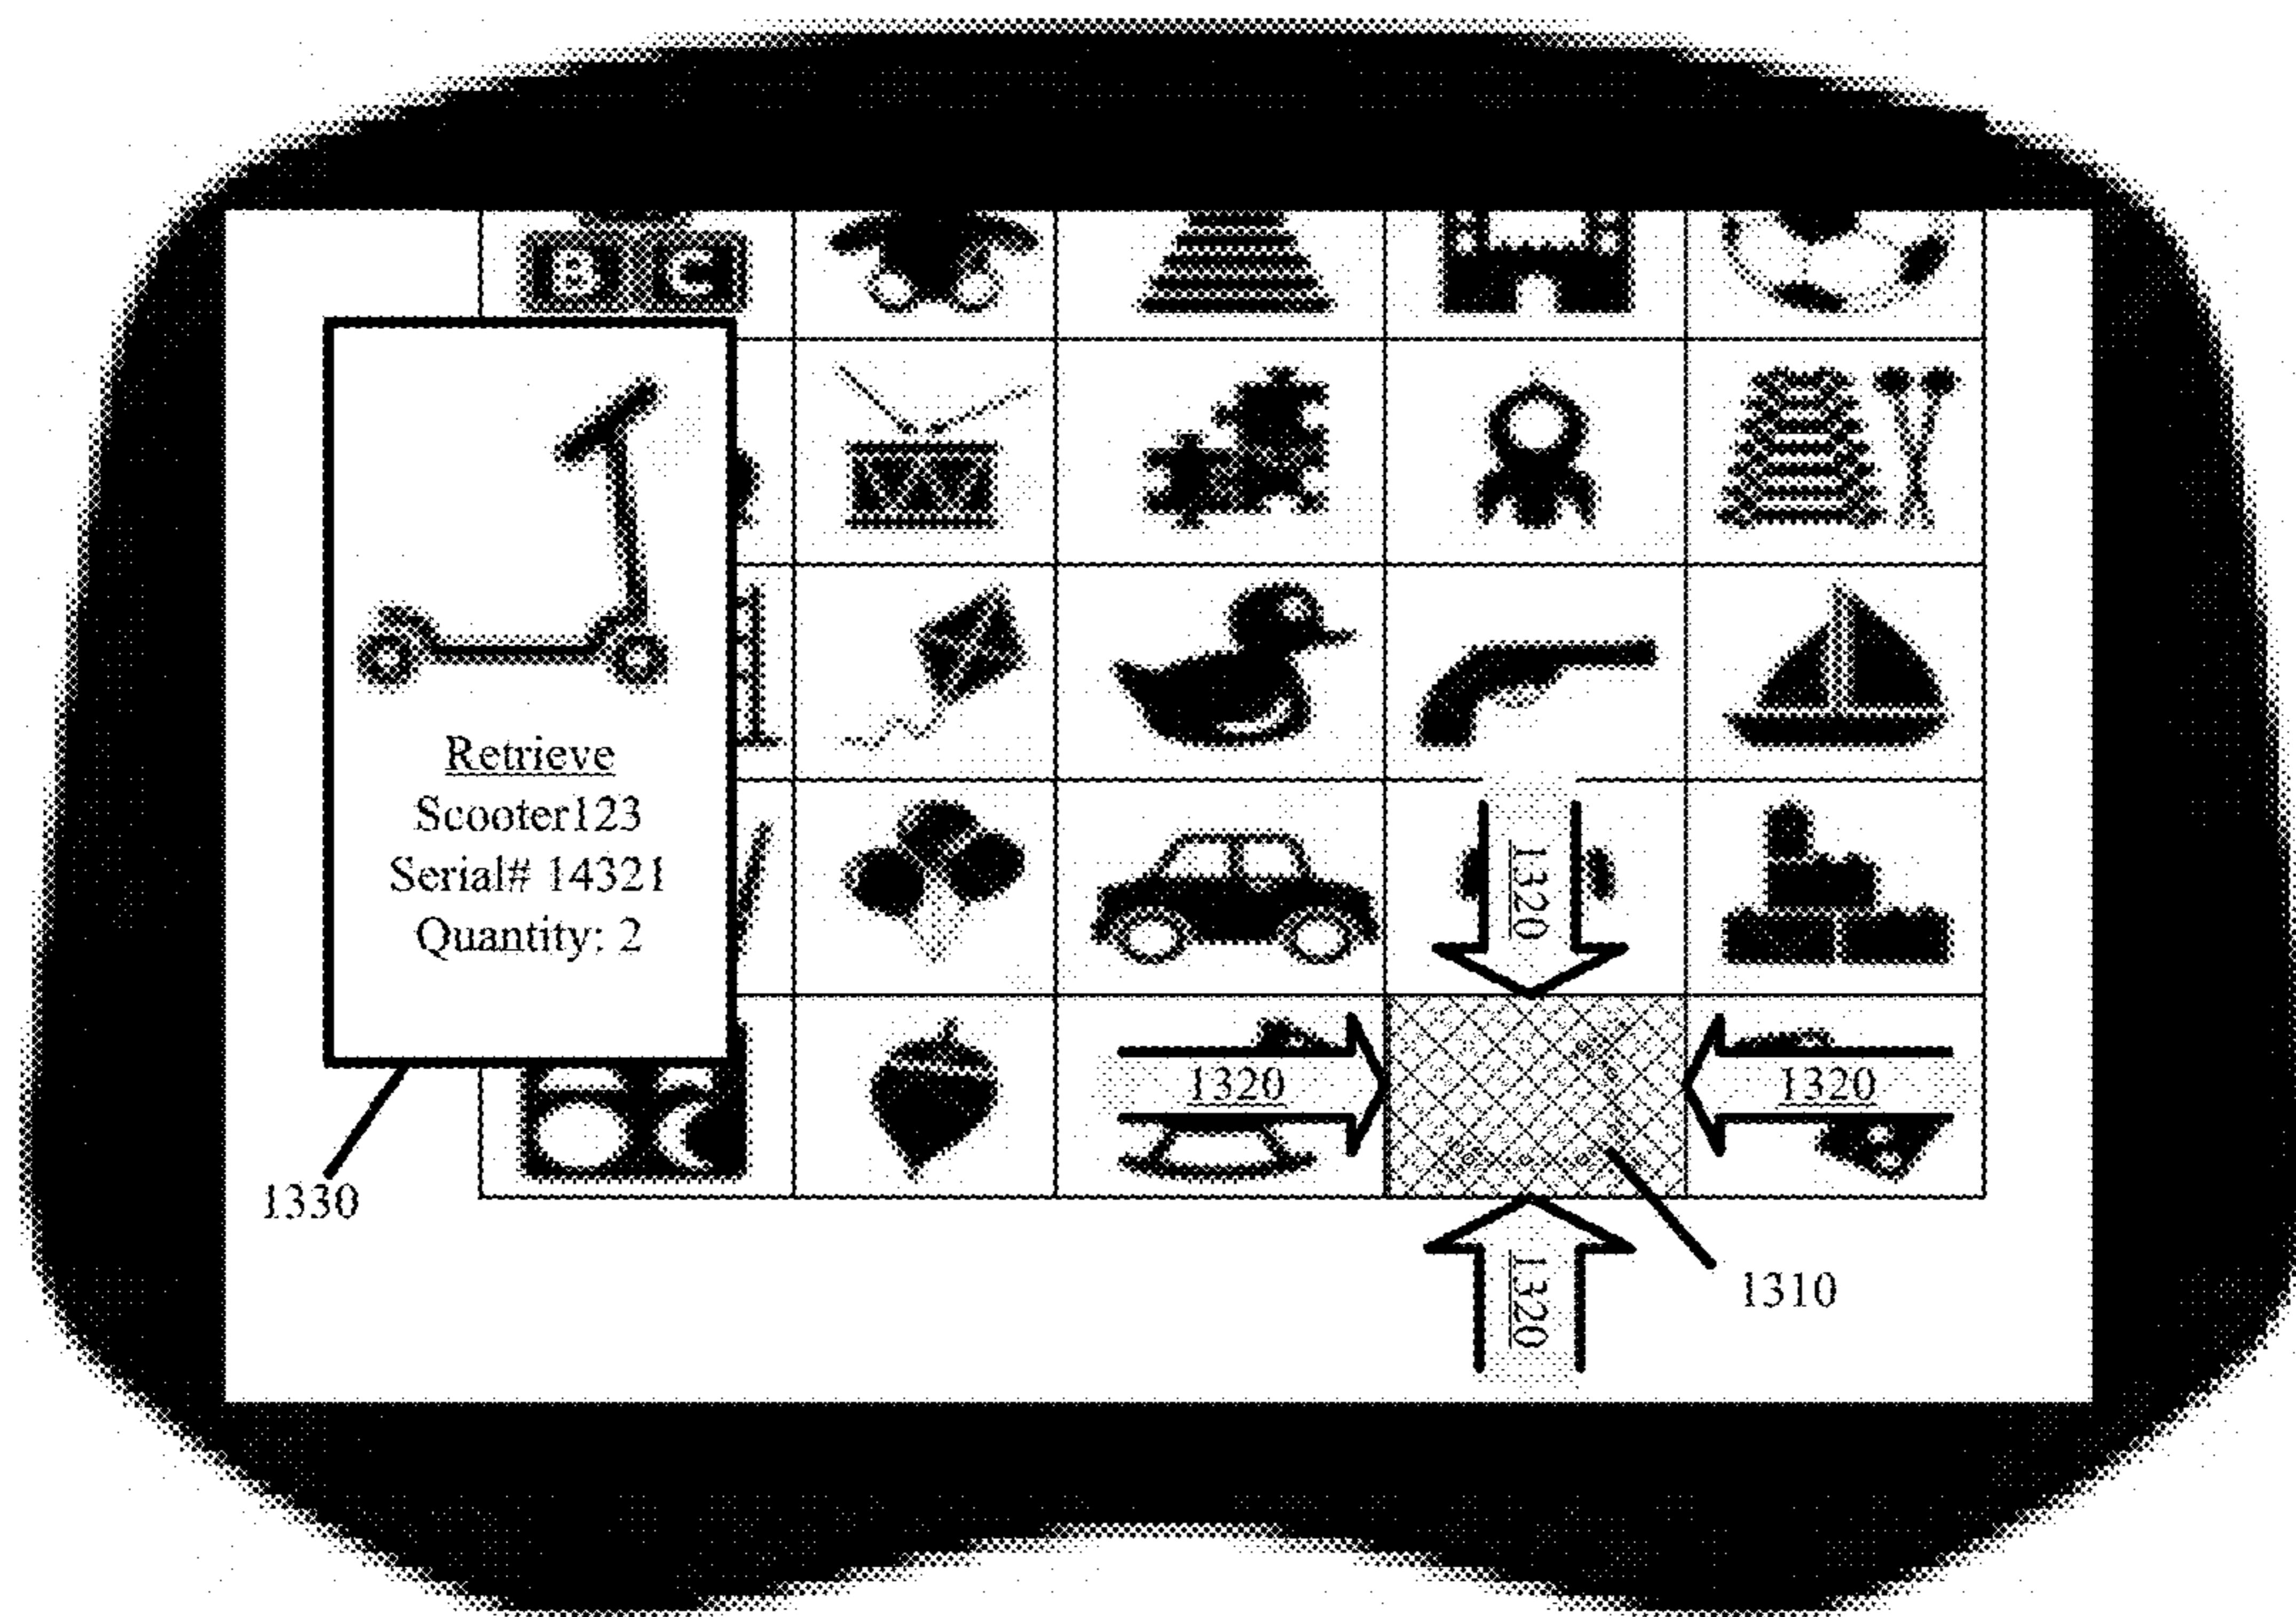 B C
Retrieve
Scooter123
Serial# 14321
Quantity: 2
1320
1320
1320
1330
1310
1320